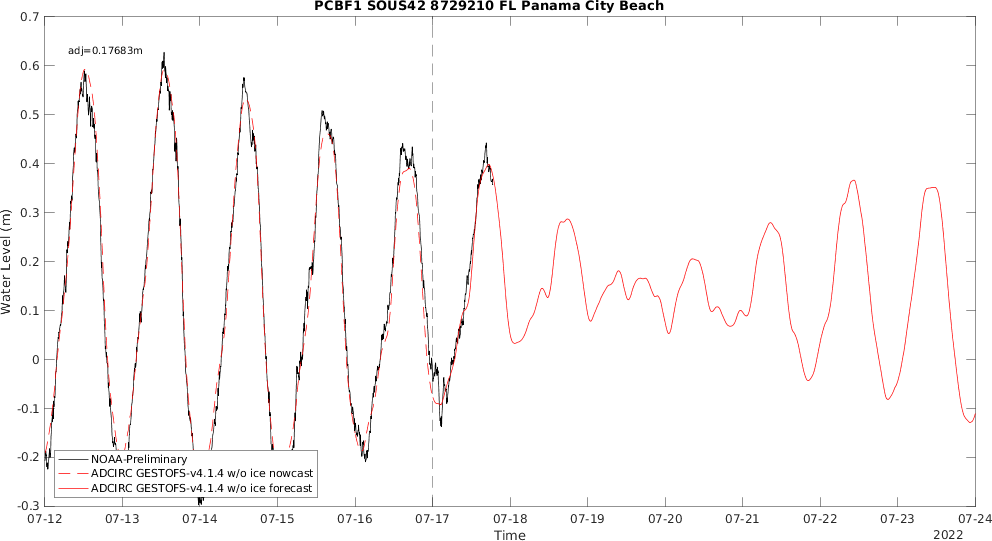 PCBF1 SOUS42 8729210 FL Panama City Beach
0.7
adj=0.17683m
0.6
0.5
0.4
0.3
0.2
0.1
0
-0.1
-0.2
-0.3
Water Level (m)
NOAA-Preliminary
ADCIRC GESTOFS-v4.1.4 w/o ice nowcast
ADCIRC GESTOFS-v4.1.4 w/o ice forecast
07-12 07-13 07-14 07-15 07-16 07-17 07-18 07-19 07-20 07-21 07-22 07-23 07-24
Time
2022